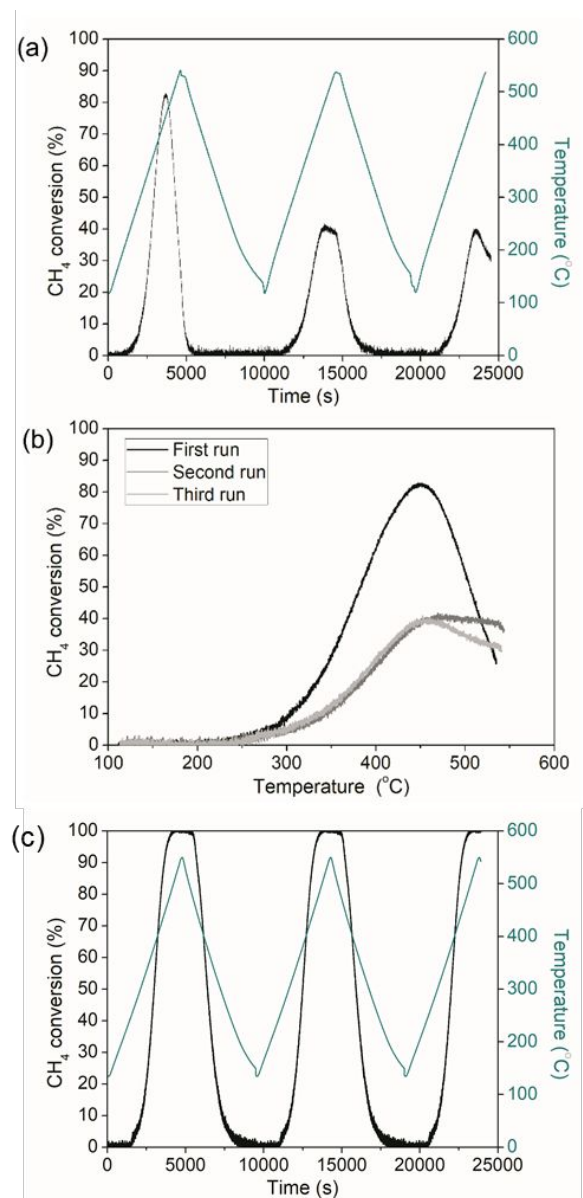 (a)
100
90
80
70
60
50
40
30
20
10
0
CH₄ conversion (%)
600
500
400
300
200
100
0
Temperature (°C)
0 5000 10000 15000 20000 25000
Time (s)
(b)
100
90
80
70
60
50
40
30
20
10
0
CH₄ conversion (%)
First run
Second run
Third run
100 200 300 400 500 600
Temperature (°C)
(c)
100
90
80
70
60
50
40
30
20
10
0
CH₄ conversion (%)
600
500
400
300
200
100
0
Temperature (°C)
0 5000 10000 15000 20000 25000
Time (s)